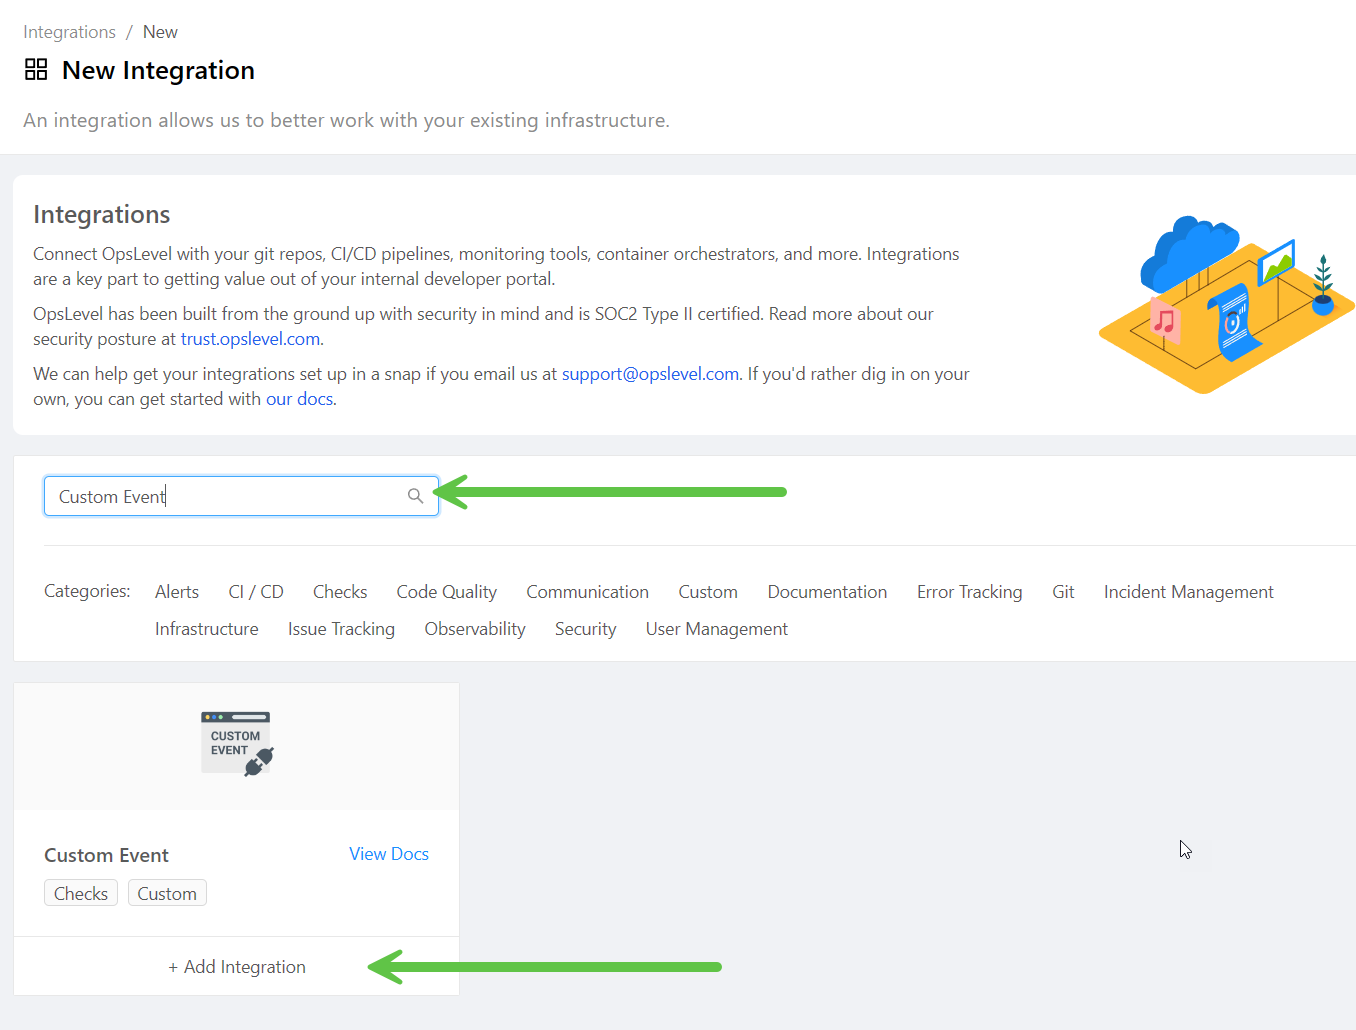 Integrations / New
New Integration
An integration allows us to better work with your existing infrastructure.
Integrations
Connect OpsLevel with your git repos, CI/CD pipelines, monitoring tools, container orchestrators, and more. Integrations
are a key part to getting value out of your internal developer portal.
OpsLevel has been built from the ground up with security in mind and is SOC2 Type II certified. Read more about our
security posture at trust.opslevel.com.
We can help get your integrations set up in a snap if you email us at support@opslevel.com. If you'd rather dig in on your
own, you can get started with our docs.
Custom Event
Categories: Alerts CI / CD Checks Code Quality Communication Custom Documentation Error Tracking Git Incident Management
Infrastructure Issue Tracking Observability Security User Management
CUSTOM
EVENT
Custom Event View Docs
Checks Custom
+ Add Integration